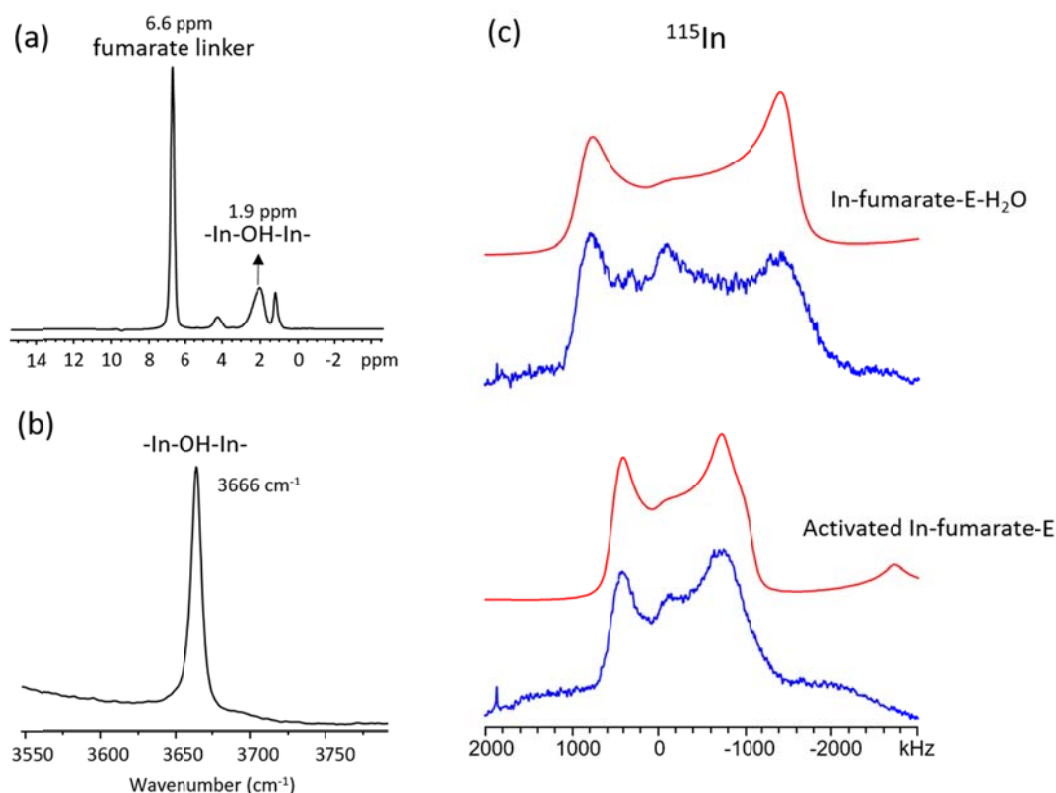 (a)
6.6 ppm
fumarate linker
1.9 ppm
-In-OH-In-
14 12 10 8 6 4 2 0 -2 ppm
(b)
-In-OH-In-
3666 cm⁻¹
3550 3600 3650 3700 3750
Wavenumber (cm⁻¹)
(c)
¹¹⁵In
In-fumarate-E-H₂O
Activated In-fumarate-E
2000 1000 0 -1000 -2000 kHz